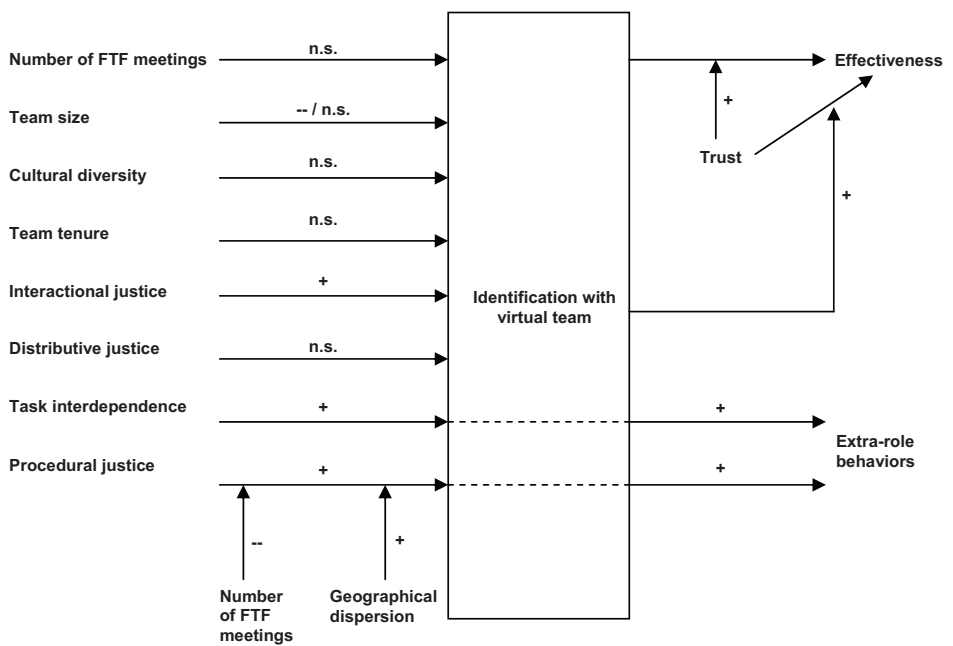 Number of FTF meetings
n.s.
Effectiveness
Team size
-- / n.s.
+
Trust
Cultural diversity
n.s.
+
Team tenure
n.s.
Interactional justice
+
Identification with
virtual team
Distributive justice
n.s.
Task interdependence
+
+
Extra-role
behaviors
Procedural justice
+
+
--
+
Number
of FTF
meetings
Geographical
dispersion